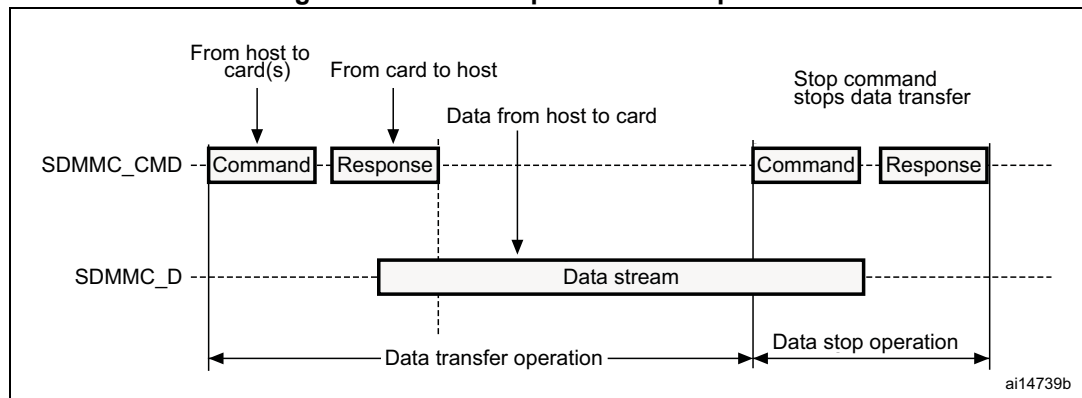 From host to
card(s)
From card to host
Stop command
stops data transfer
Data from host to card
SDMMC_CMD
Command
Response
Command
Response
SDMMC_D
Data stream
Data transfer operation
Data stop operation
ai14739b